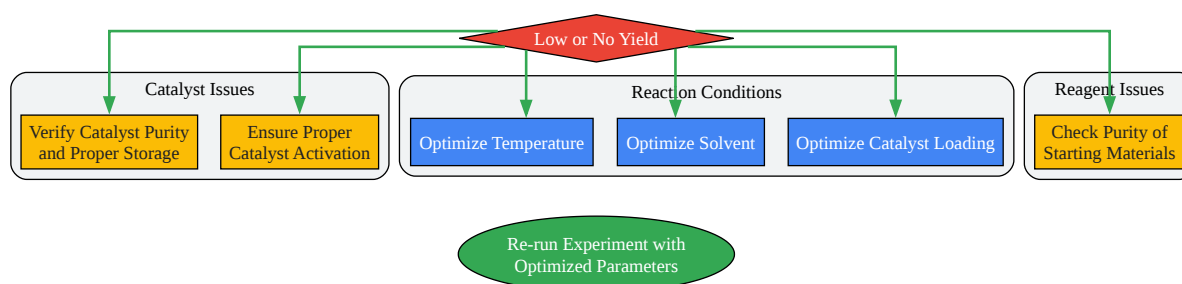 Low or No Yield
Catalyst Issues
Verify Catalyst Purity
and Proper Storage
Ensure Proper
Catalyst Activation
Reaction Conditions
Optimize Temperature
Optimize Solvent
Optimize Catalyst Loading
Reagent Issues
Check Purity of
Starting Materials
Re-run Experiment with
Optimized Parameters